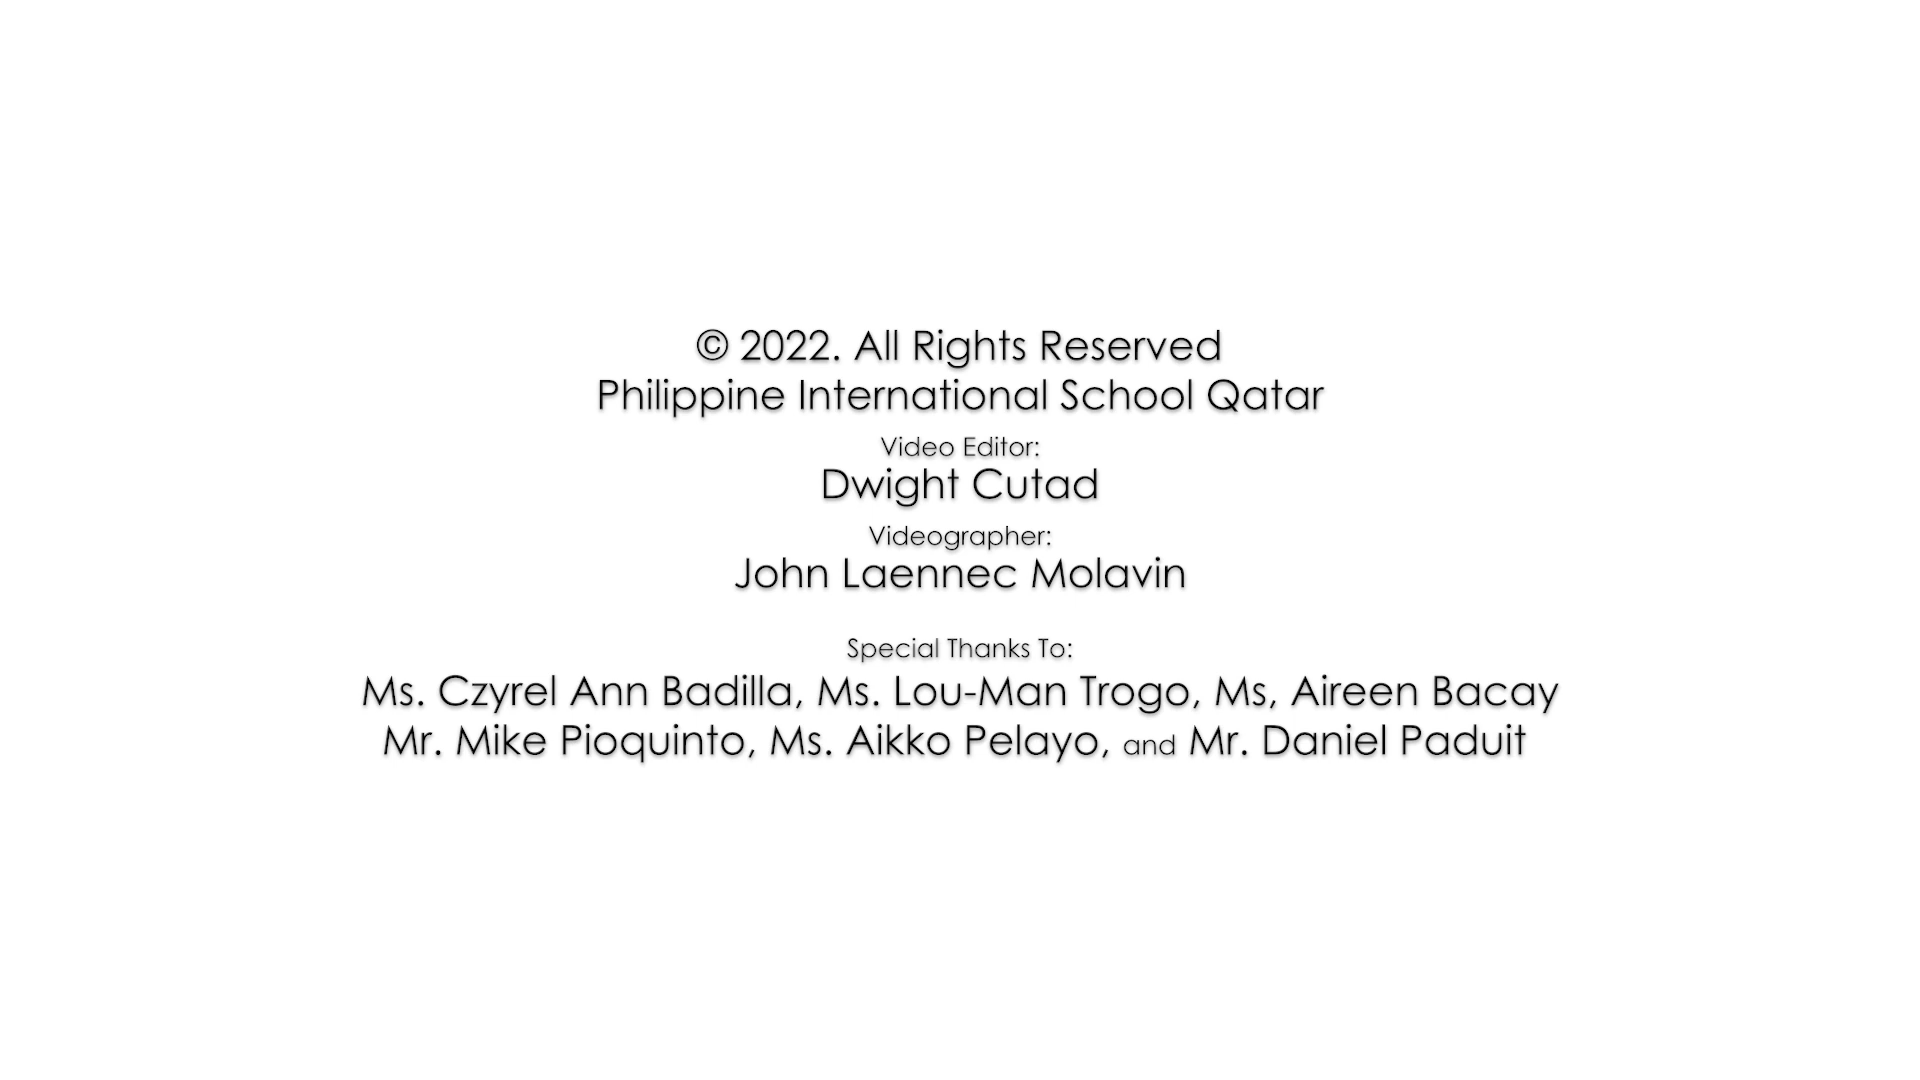 © 2022. All Rights Reserved
Philippine International School Qatar
Video Editor:
Dwight Cutad
Videographer:
John Laennec Molavin
Special Thanks To:
Ms. Czyrel Ann Badilla, Ms. Lou-Man Trogo, Ms, Aireen Bacay
Mr. Mike Pioquinto, Ms. Aikko Pelayo, and Mr. Daniel Paduit